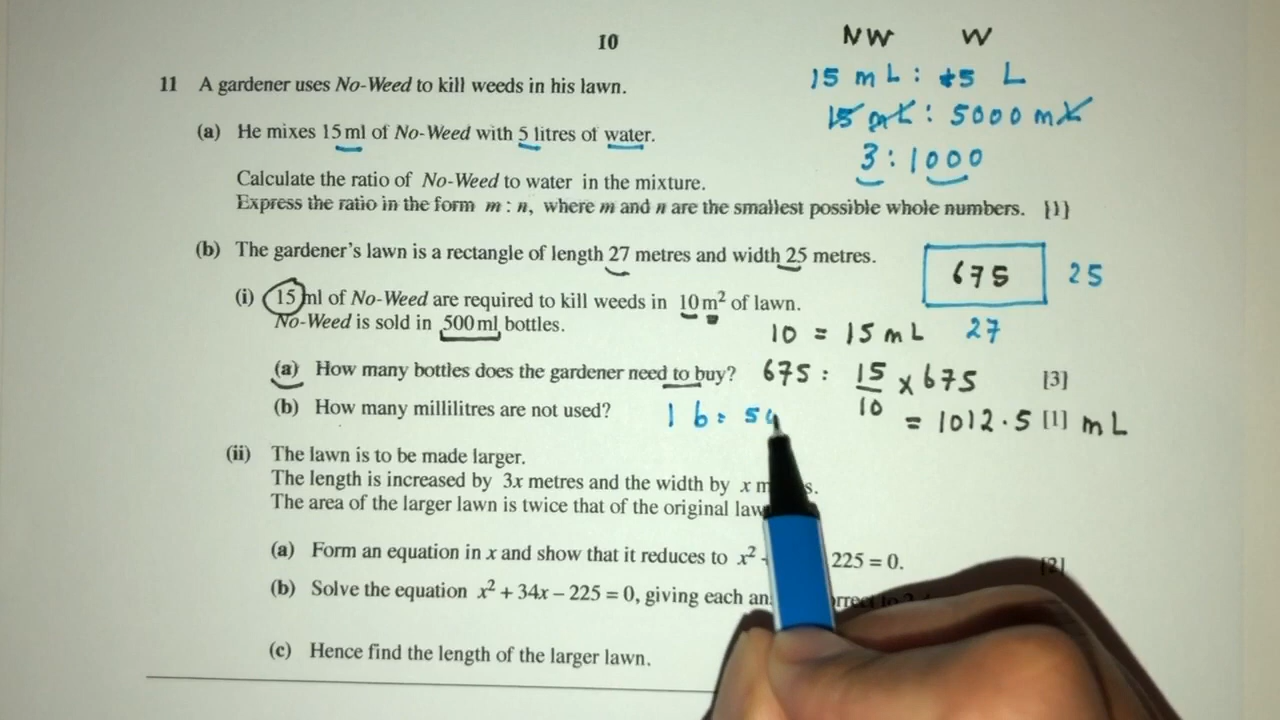 10
NW W
15 mL : 5 L
15 mL : 5000 mL
3 : 1000
11 A gardener uses No-Weed to kill weeds in his lawn.
(a) He mixes 15 ml of No-Weed with 5 litres of water.
Calculate the ratio of No-Weed to water in the mixture.
Express the ratio in the form m : n, where m and n are the smallest possible whole numbers. [1]
(b) The gardener's lawn is a rectangle of length 27 metres and width 25 metres.
675 25
27
(i) 15 ml of No-Weed are required to kill weeds in 10 m² of lawn.
No-Weed is sold in 500 ml bottles.
10 = 15 mL
(a) How many bottles does the gardener need to buy? [3]
675 : 15/10 × 675
= 1012.5 mL
(b) How many millilitres are not used? [1]
1 b =
(ii) The lawn is to be made larger.
The length is increased by 3x metres and the width by x
The area of the larger lawn is twice that of the original
(a) Form an equation in x and show that it reduces to x² 225 = 0.
[2]
(b) Solve the equation x² + 34x – 225 = 0, giving each
(c) Hence find the length of the larger lawn.